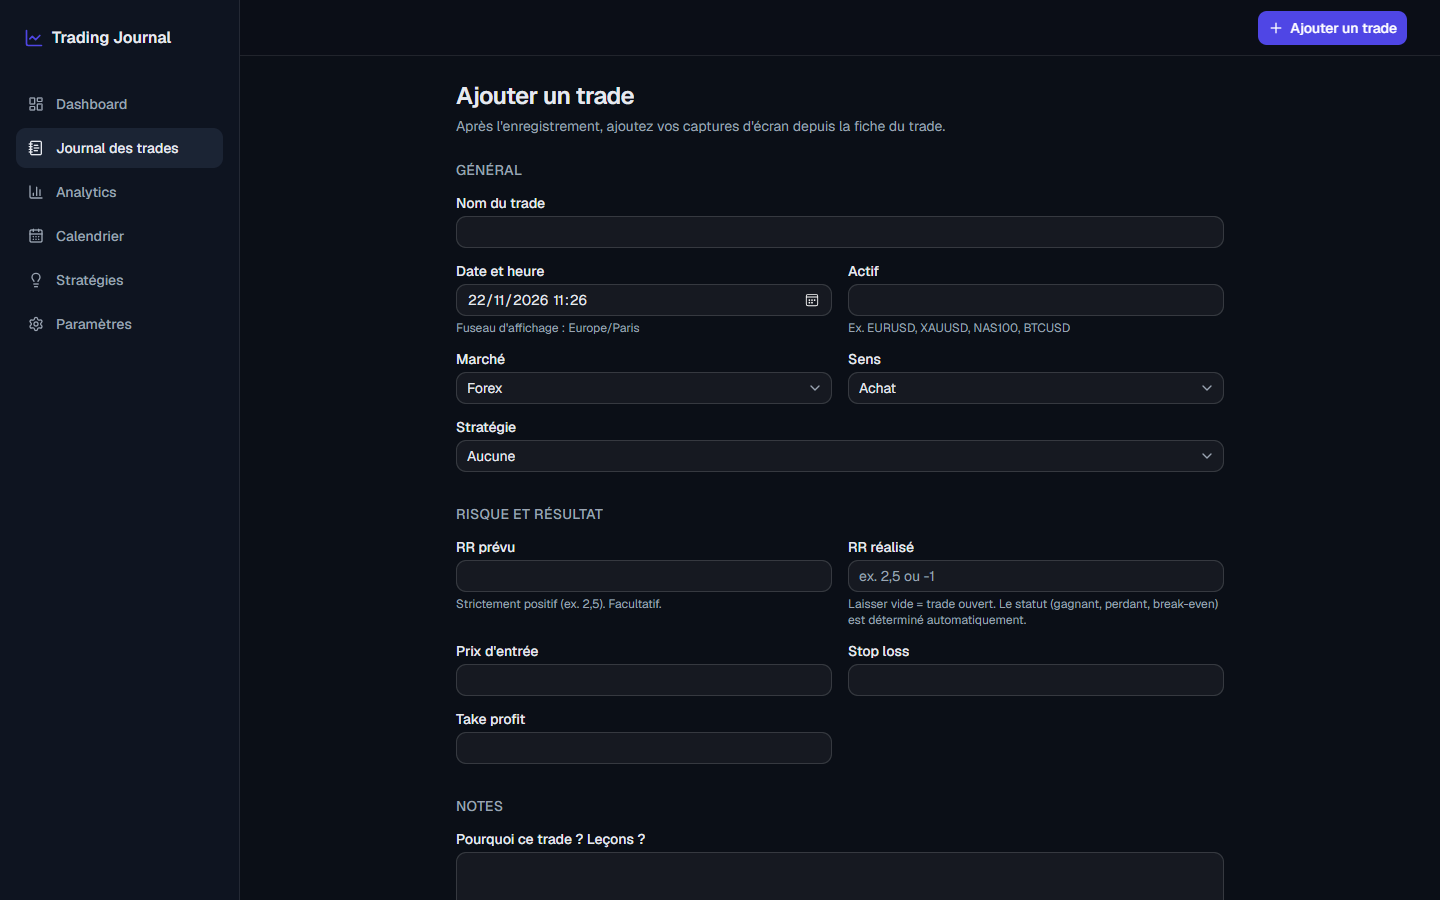 Trading Journal
Ajouter un trade
Dashboard
Journal des trades
Analytics
Calendrier
Stratégies
Paramètres
Ajouter un trade
Après l'enregistrement, ajoutez vos captures d'écran depuis la fiche du trade.
GÉNÉRAL
Nom du trade
Date et heure
Actif
22/11/2026 11:26
Fuseau d'affichage : Europe/Paris
Ex. EURUSD, XAUUSD, NAS100, BTCUSD
Marché
Sens
Forex
Achat
Stratégie
Aucune
RISQUE ET RÉSULTAT
RR prévu
RR réalisé
ex. 2,5 ou -1
Strictement positif (ex. 2,5). Facultatif.
Laisser vide = trade ouvert. Le statut (gagnant, perdant, break-even)
est déterminé automatiquement.
Prix d'entrée
Stop loss
Take profit
NOTES
Pourquoi ce trade ? Leçons ?